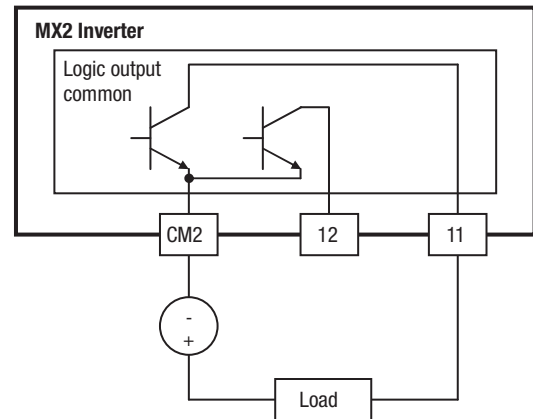 MX2 Inverter
Logic output
common
CM2
12
11
-
+
Load